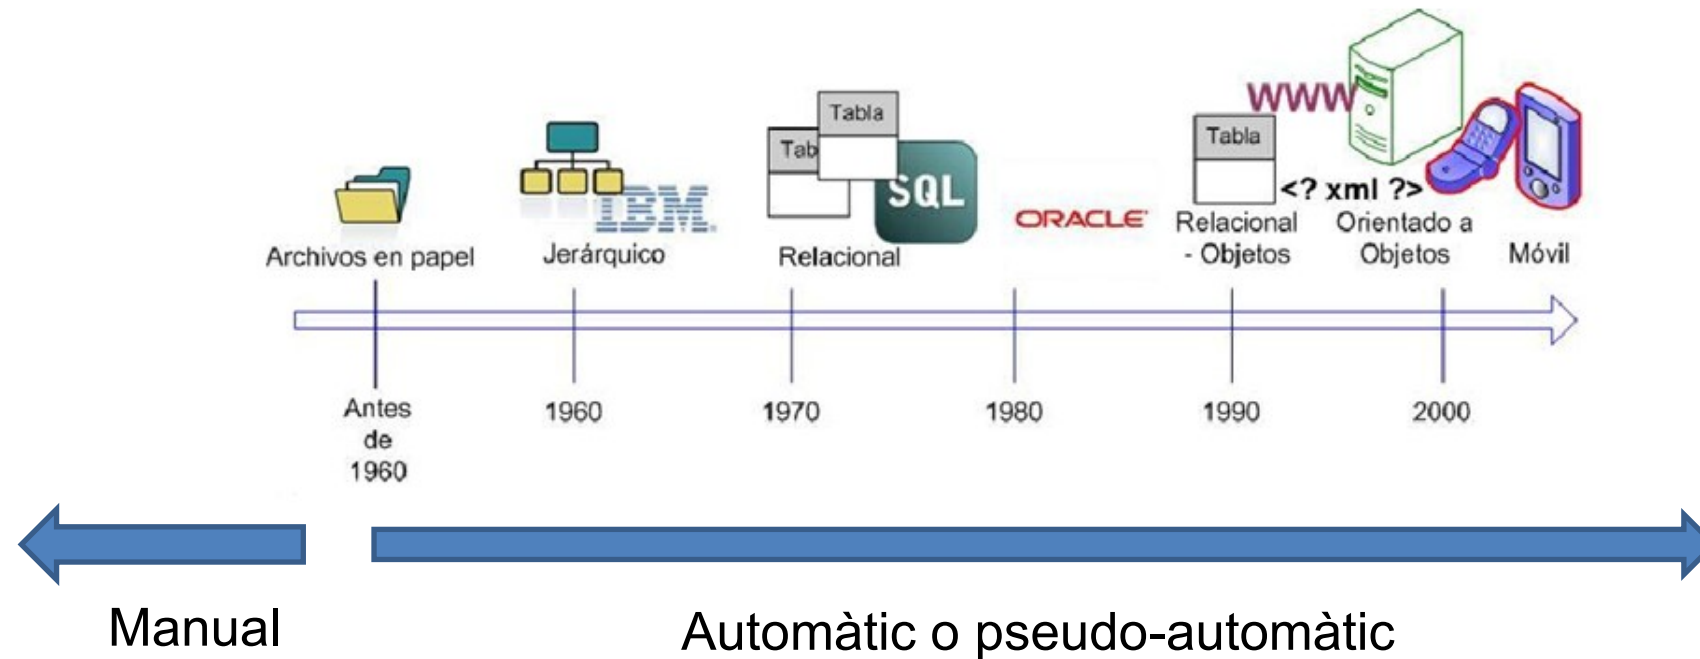 Archivos en papel
IBM.
Jerárquico
Tab
Tabla
SQL
Relacional
ORACLE
WWW
Tabla
<? xml ?>
Relacional
- Objetos
Orientado a
Objetos
Móvil
Antes
de
1960
1960
1970
1980
1990
2000
Manual
Automàtic o pseudo-automàtic